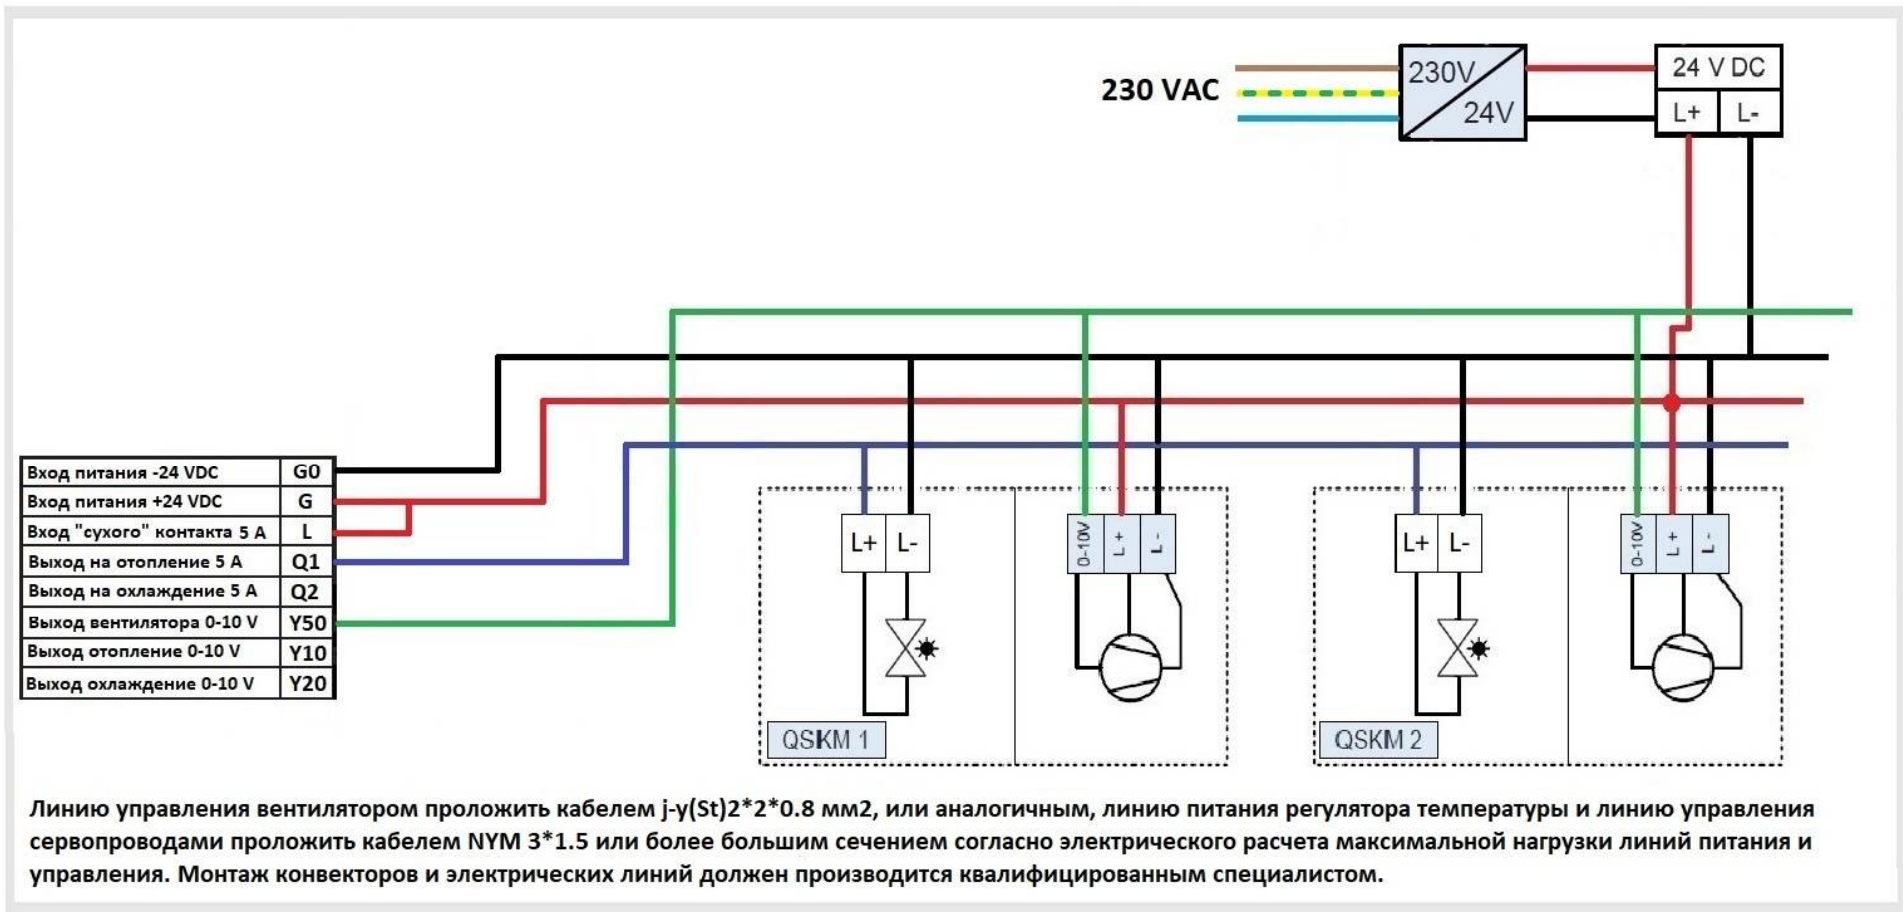 230 VAC
230V
24V
24 V DC
L+ L-
Вход питания -24 VDC G0
Вход питания +24 VDC G
Вход "сухого" контакта 5 А L
Выход на отопление 5 А Q1
Выход на охлаждение 5 А Q2
Выход вентилятора 0-10 V Y50
Выход отопление 0-10 V Y10
Выход охлаждение 0-10 V Y20
L+ L-
0-10V L + L -
QSKM 1
L+ L-
0-10V L + L -
QSKM 2
Линию управления вентилятором проложить кабелем j-y(St)2*2*0.8 мм2, или аналогичным, линию питания регулятора температуры и линию управления
сервопроводами проложить кабелем NYM 3*1.5 или более большим сечением согласно электрического расчета максимальной нагрузки линий питания и
управления. Монтаж конвекторов и электрических линий должен производится квалифицированным специалистом.